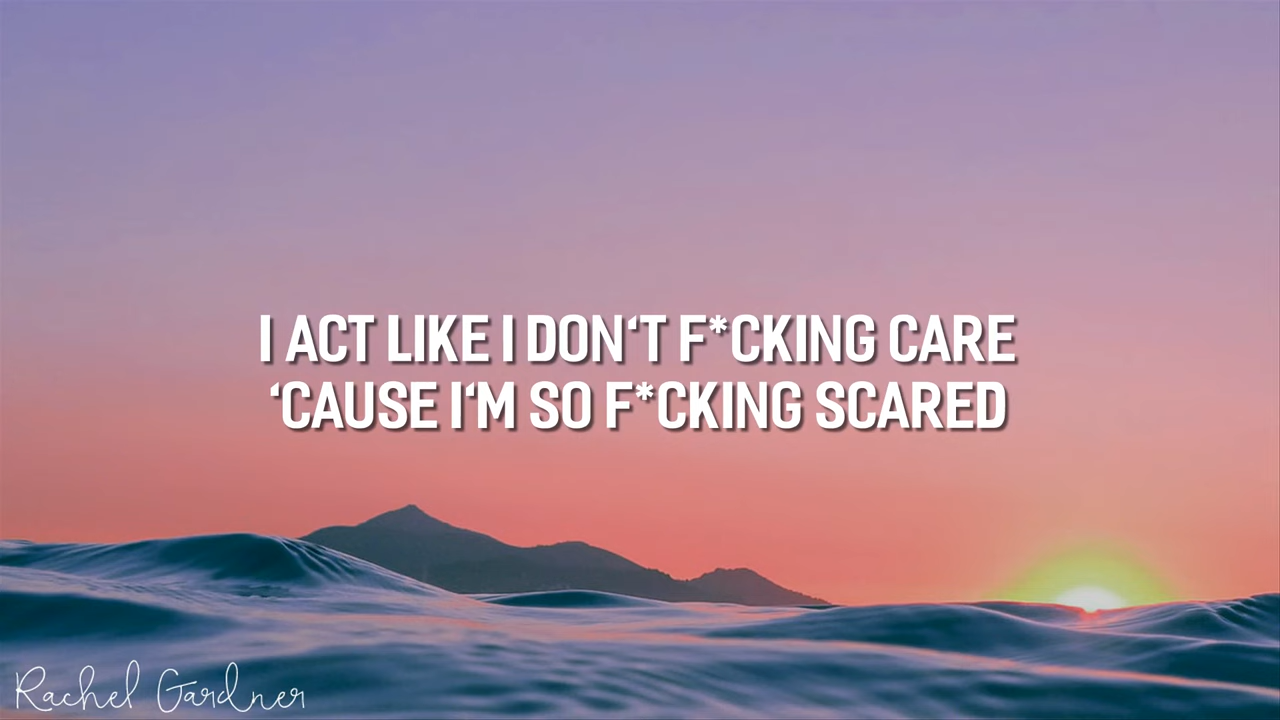 I ACT LIKE I DON‘T F*CKING CARE
‘CAUSE I‘M SO F*CKING SCARED
Rachel Gardner